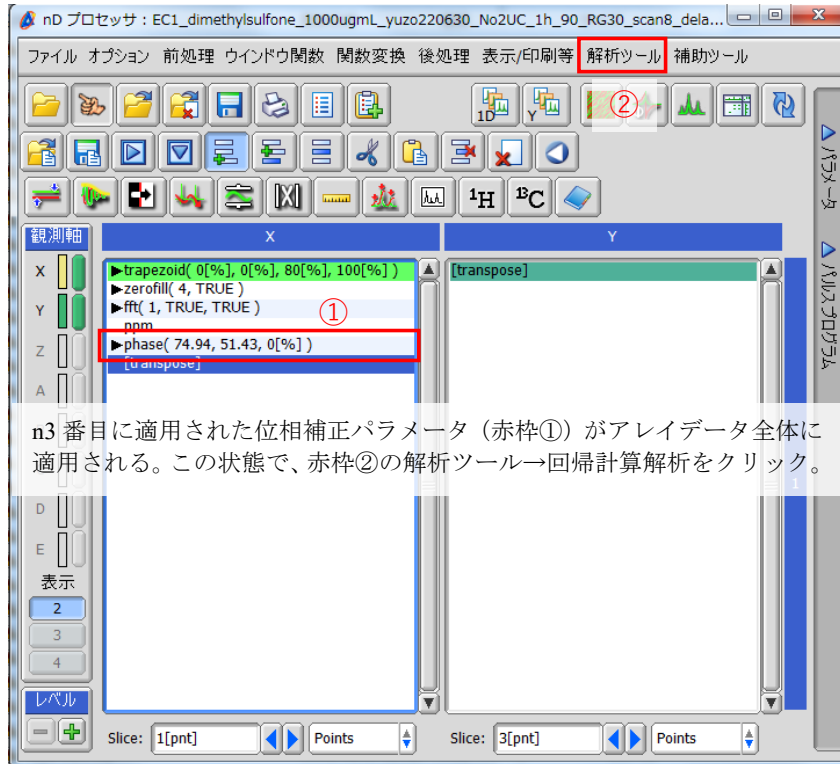 nD プロセッサ : EC1_dimethylsulfone_1000ugmL_yuzo220630_No2UC_1h_90_RG30_scan8_dela...
ファイル オプション 前処理 ウインドウ関数 関数変換 後処理 表示/印刷等 解析ツール 補助ツール
②
1D
Y
¹H
¹³C
観測軸
X
Y
X
Y
Z
A
D
E
▶trapezoid( 0[%], 0[%], 80[%], 100[%] )
▶zerofill( 4, TRUE )
▶fft( 1, TRUE, TRUE )
①
ppm
▶phase( 74.94, 51.43, 0[%] )
[transpose]
[transpose]
n3 番目に適用された位相補正パラメータ（赤枠①）がアレイデータ全体に
適用される。この状態で、赤枠②の解析ツール→回帰計算解析をクリック。
1
表示
2
3
4
レベル
Slice: 1[pnt] Points
Slice: 3[pnt] Points
パラメータ
パルスプログラム